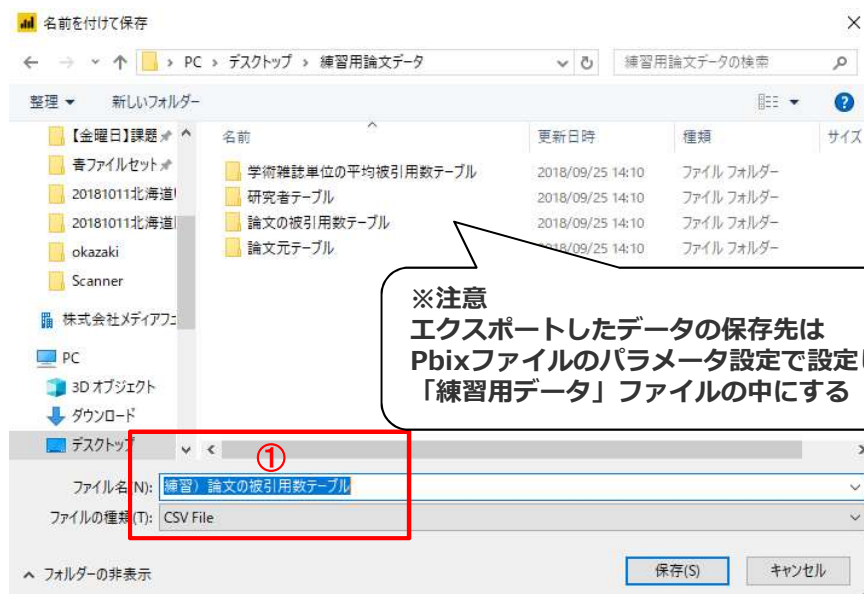 名前を付けて保存
PC › デスクトップ › 練習用論文データ
練習用論文データの検索
整理
新しいフォルダー
【金曜日】課題
青ファイルセット
20181011北海道
20181011北海道
okazaki
Scanner
株式会社メディアフュ
PC
3D オブジェクト
ダウンロード
デスクトップ
名前 更新日時 種類 サイズ
学術雑誌単位の平均被引用数テーブル 2018/09/25 14:10 ファイル フォルダー
研究者テーブル 2018/09/25 14:10 ファイル フォルダー
論文の被引用数テーブル 2018/09/25 14:10 ファイル フォルダー
論文元テーブル 2018/09/25 14:10 ファイル フォルダー
※注意
エクスポートしたデータの保存先は
Pbixファイルのパラメータ設定で設定し
「練習用データ」ファイルの中にする
①
ファイル名(N): 練習）論文の被引用数テーブル
ファイルの種類(T): CSV File
フォルダーの非表示
保存(S)
キャンセル